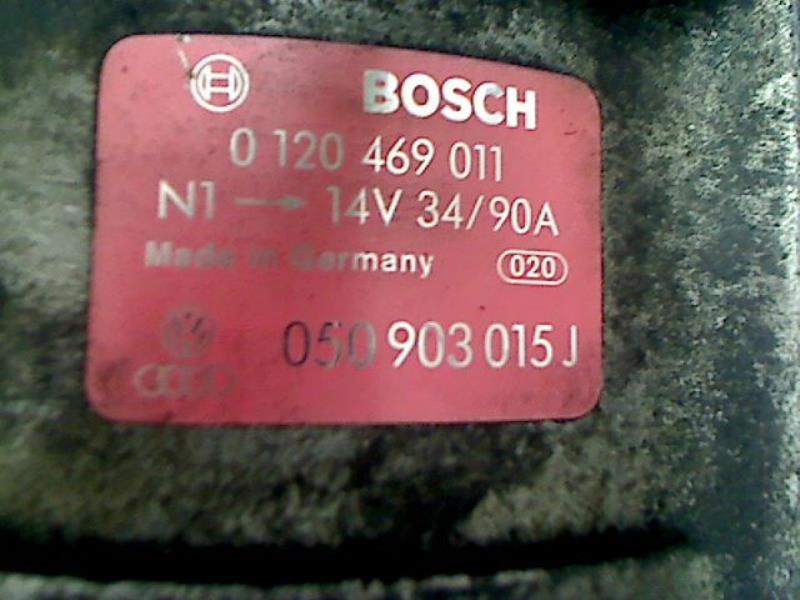 BOSCH
0 120 469 011
N1 → 14V 34/90A
Made in Germany 020
050 903 015 J